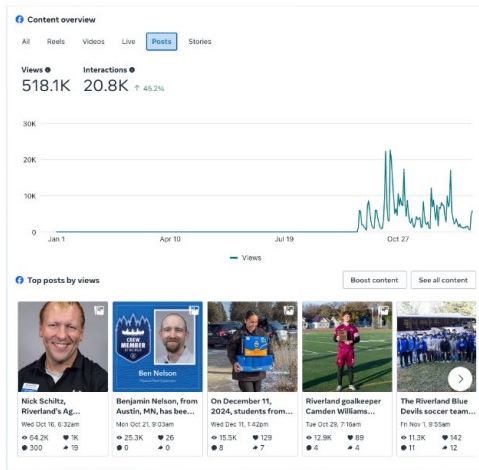 Content overview
All Reels Videos Live Posts Stories
Views Interactions
518.1K 20.8K ↑ 45.2%
30K
20K
10K
0
Jan 1 Apr 10 Jul 19 Oct 27
Views
Top posts by views
Boost content See all content
CREW
MEMBER
Ben Nelson
Nick Schiltz,
Riverland's Ag...
Wed Oct 16, 6:32am
64.2K 1K
300 19
Benjamin Nelson, from
Austin, MN, has bee...
Mon Oct 21, 9:03am
25.3K 26
0 0
On December 11,
2024, students from...
Wed Dec 11, 1:42pm
15.5K 129
8 7
Riverland goalkeeper
Camden Williams...
Tue Oct 29, 7:16am
12.9K 89
4 4
The Riverland Blue
Devils soccer team...
Fri Nov 1, 9:55am
11.3K 142
11 12